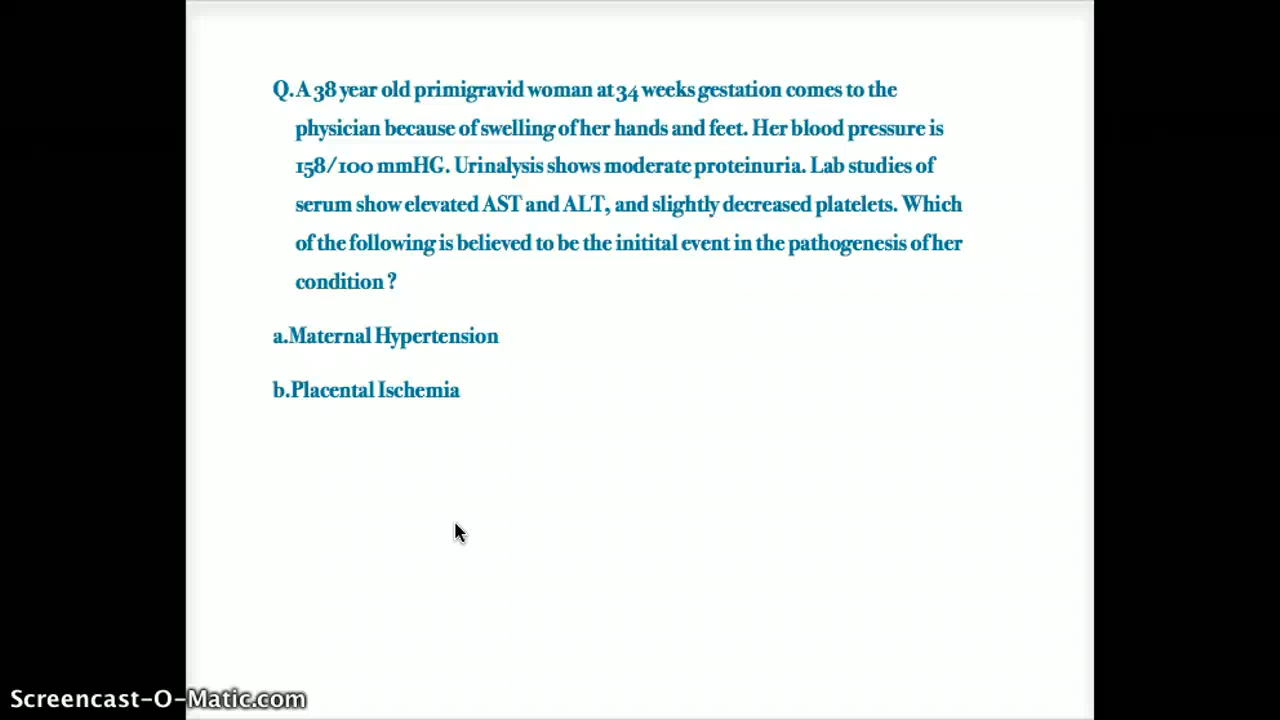 Q.A 38 year old primigravid woman at 34 weeks gestation comes to the
physician because of swelling of her hands and feet. Her blood pressure is
158/100 mmHG. Urinalysis shows moderate proteinuria. Lab studies of
serum show elevated AST and ALT, and slightly decreased platelets. Which
of the following is believed to be the initital event in the pathogenesis of her
condition ?
a.Maternal Hypertension
b.Placental Ischemia
Screencast-O-Matic.com